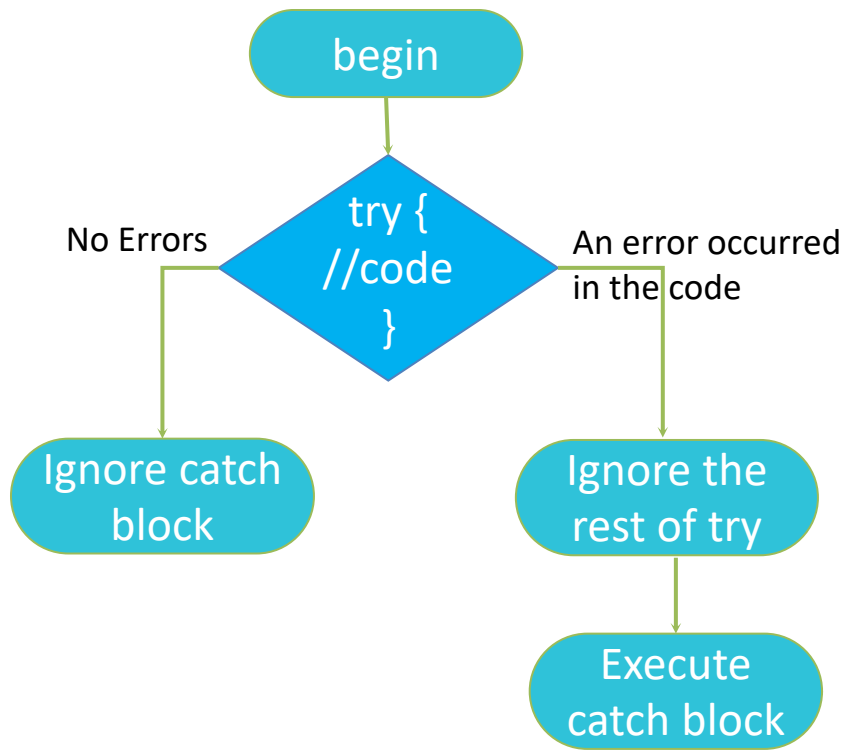 begin
try {
//code
}
No Errors
An error occurred
in the code
Ignore catch
block
Ignore the
rest of try
Execute
catch block